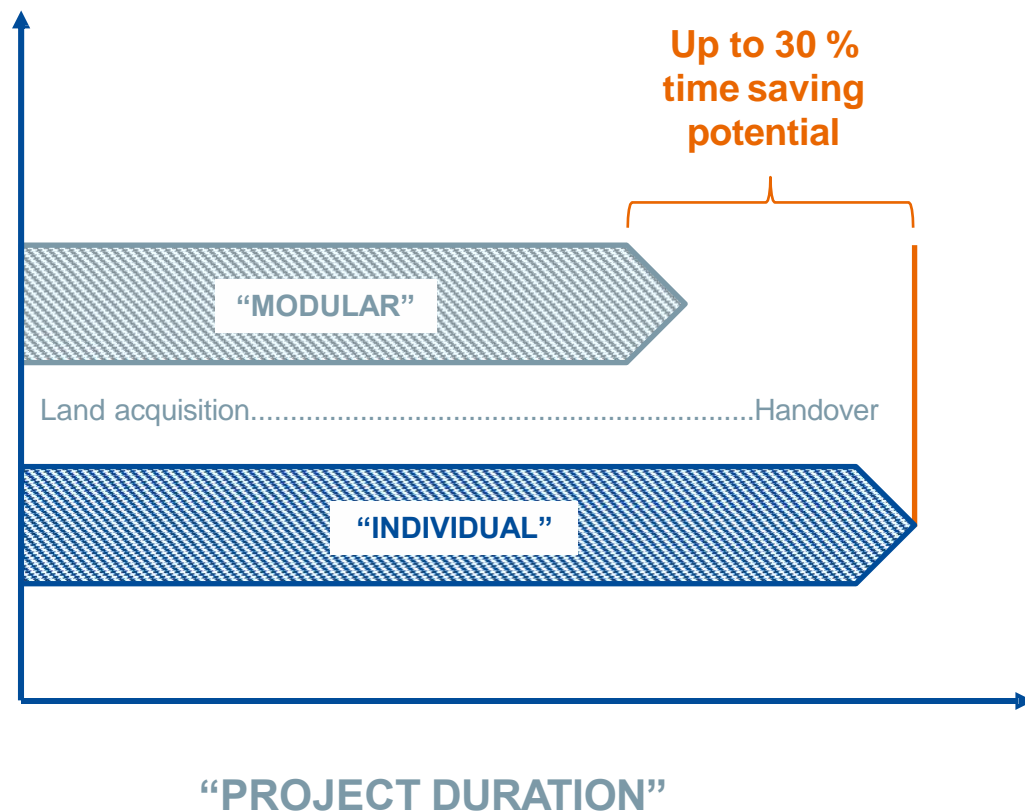 Up to 30 %
time saving
potential
“MODULAR”
Land acquisition............................................................Handover
“INDIVIDUAL”
“PROJECT DURATION”